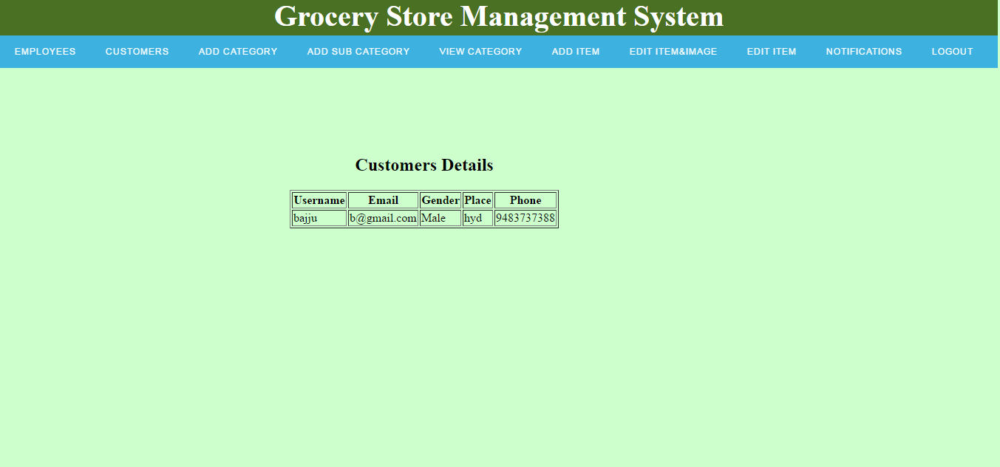 Grocery Store Management System
EMPLOYEES CUSTOMERS ADD CATEGORY ADD SUB CATEGORY VIEW CATEGORY ADD ITEM EDIT ITEM&IMAGE EDIT ITEM NOTIFICATIONS LOGOUT
Customers Details
Username Email Gender Place Phone
bajju b@gmail.com Male hyd 9483737388